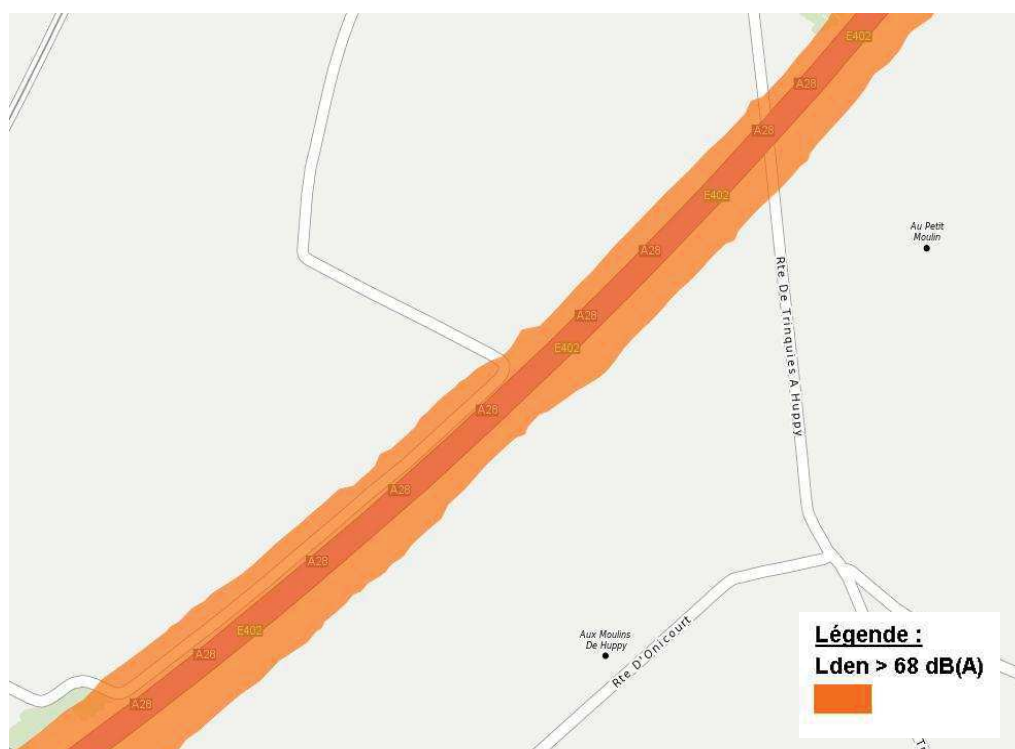 E402
A28
A28
E402
Au Petit
Moulin
A28
Rte De Trinquies A Huppy
A28
E402
A28
A28
A28
E402
Aux Moulins
De Huppy
Rte D'Onicourt
A28
A28
Légende :
Lden > 68 dB(A)